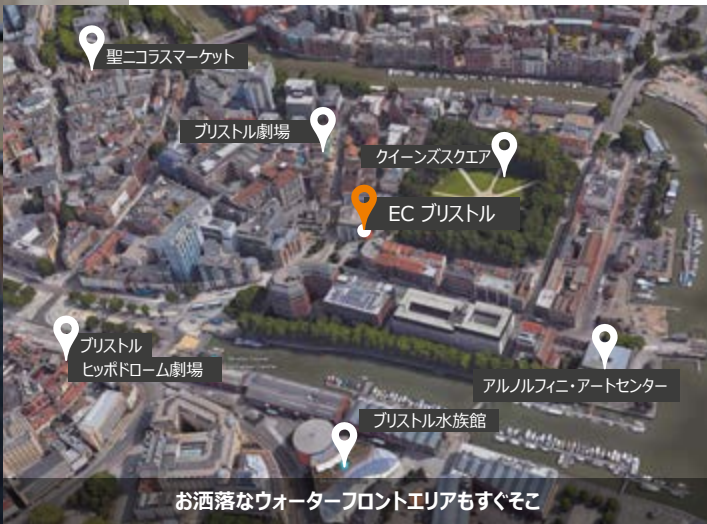 聖ニコラスマーケット
ブリストル劇場
クイーンズスクエア
EC ブリストル
ブリストル
ヒッポドローム劇場
アルノルフィニ・アートセンター
ブリストル水族館
お洒落なウォーターフロントエリアもすぐそこ